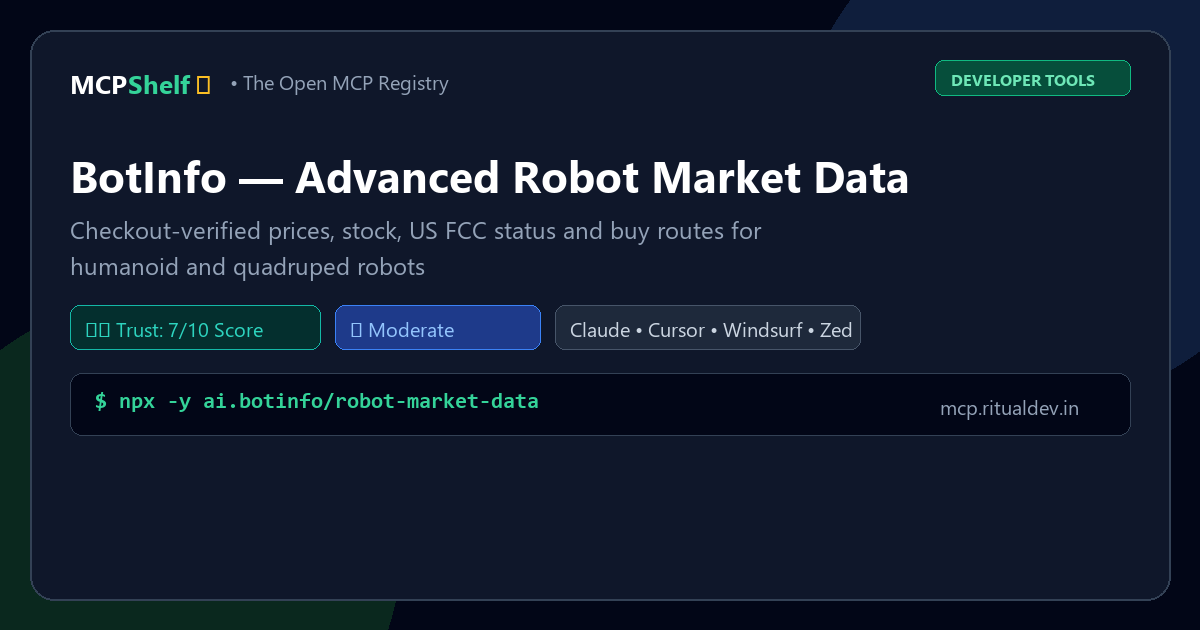 MCPShelf • The Open MCP Registry
DEVELOPER TOOLS
BotInfo — Advanced Robot Market Data
Checkout-verified prices, stock, US FCC status and buy routes for
humanoid and quadruped robots
Trust: 7/10 Score
Moderate
Claude • Cursor • Windsurf • Zed
$ npx -y ai.botinfo/robot-market-data
mcp.ritualdev.in